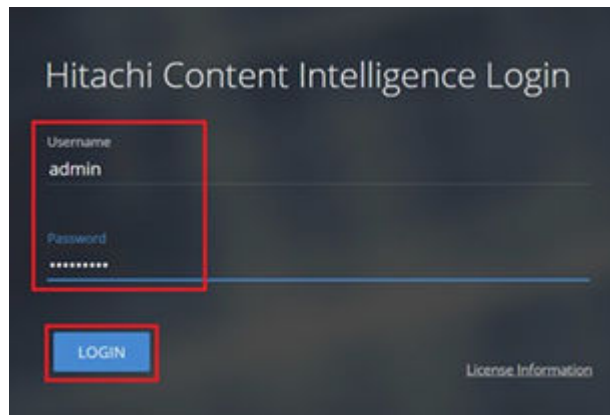 Hitachi Content Intelligence Login
Username
admin
Password
•••••••••
LOGIN
License Information